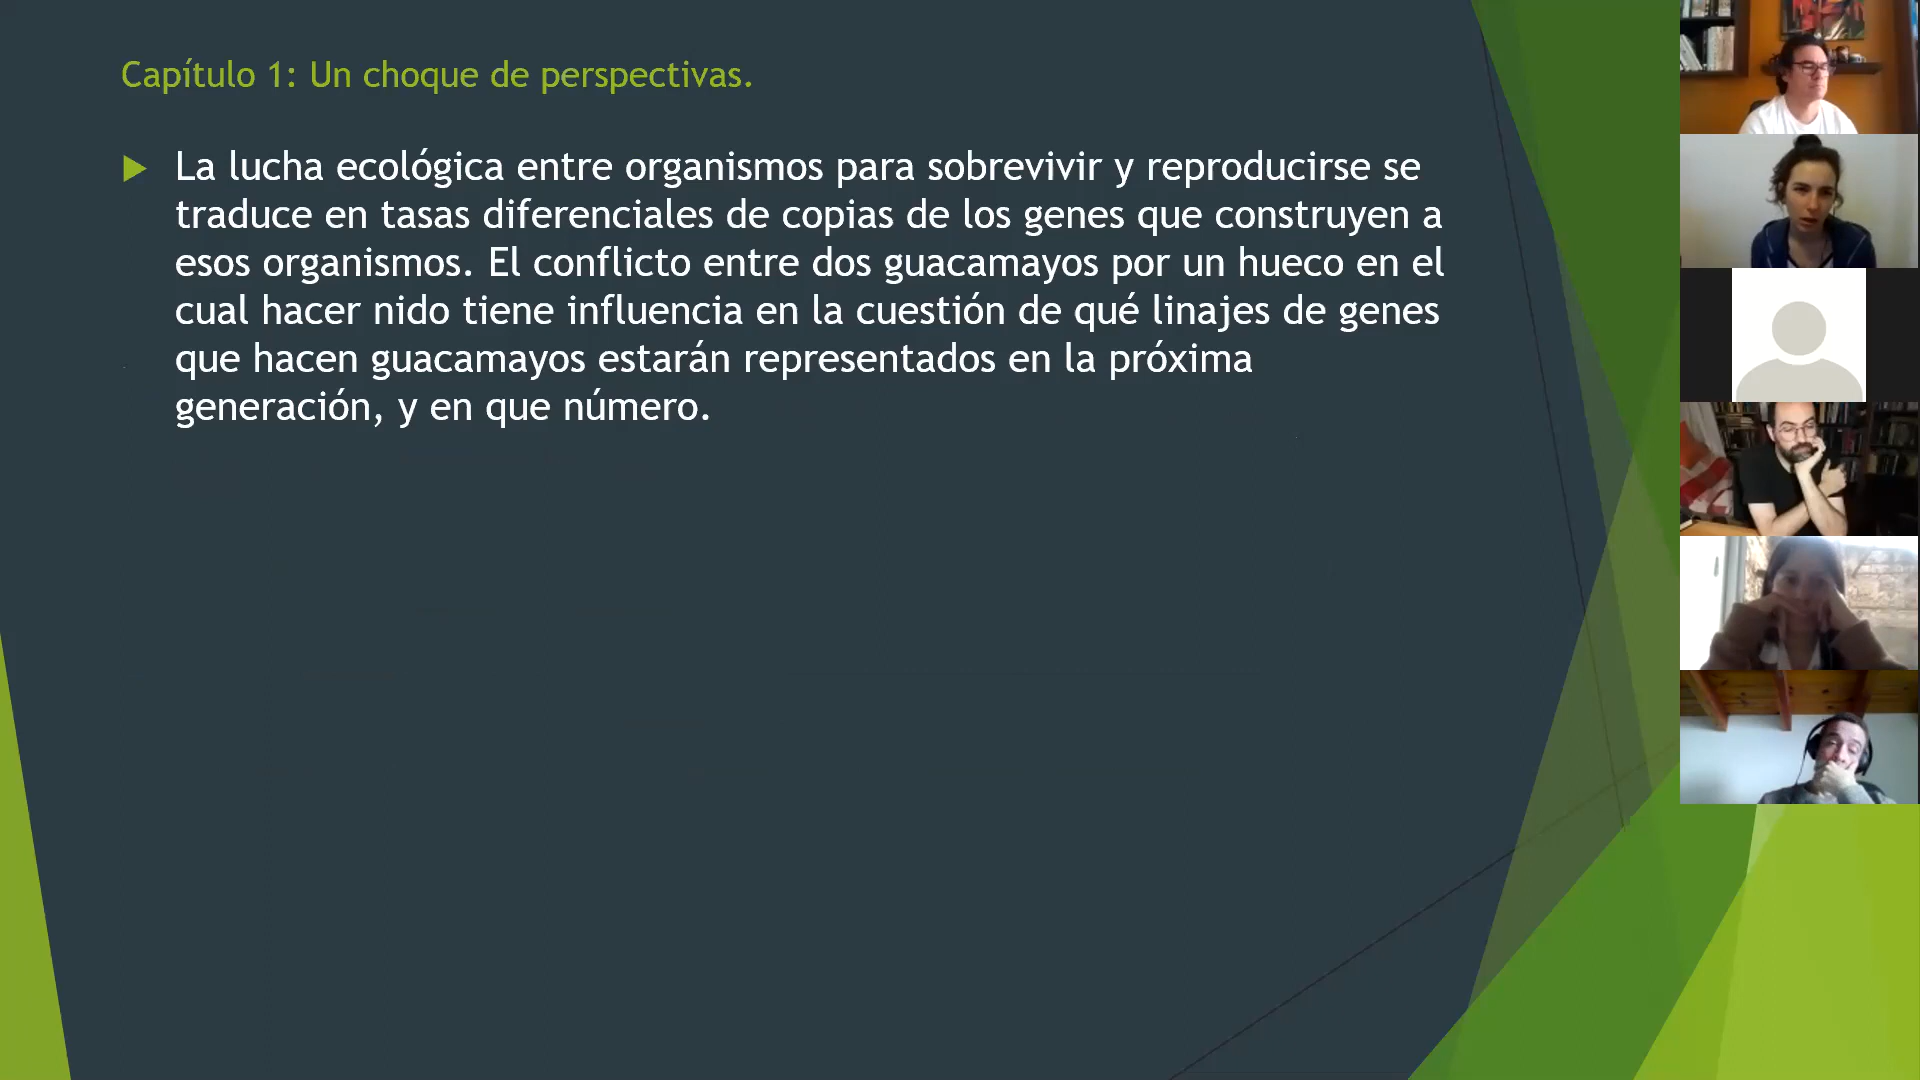 Capítulo 1: Un choque de perspectivas.
La lucha ecológica entre organismos para sobrevivir y reproducirse se
traduce en tasas diferenciales de copias de los genes que construyen a
esos organismos. El conflicto entre dos guacamayos por un hueco en el
cual hacer nido tiene influencia en la cuestión de qué linajes de genes
que hacen guacamayos estarán representados en la próxima
generación, y en que número.